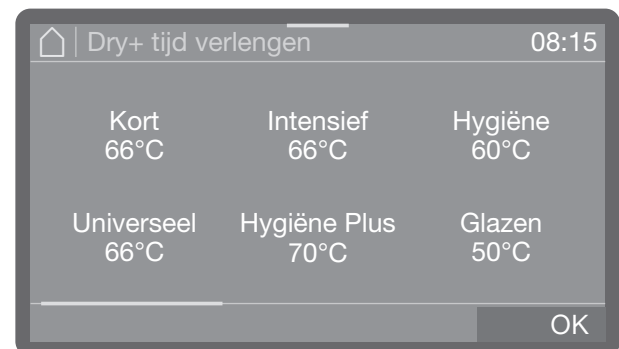 Dry+ tijd verlengen 08:15
Kort Intensief Hygiëne
66°C 66°C 60°C
Universeel Hygiëne Plus Glazen
66°C 70°C 50°C
OK